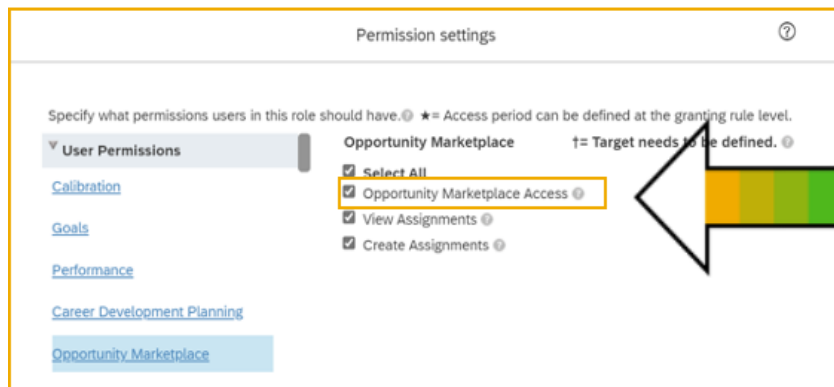 Permission settings
Specify what permissions users in this role should have. ★= Access period can be defined at the granting rule level.
User Permissions
Calibration
Goals
Performance
Career Development Planning
Opportunity Marketplace
Opportunity Marketplace †= Target needs to be defined.
Select All
Opportunity Marketplace Access
View Assignments
Create Assignments